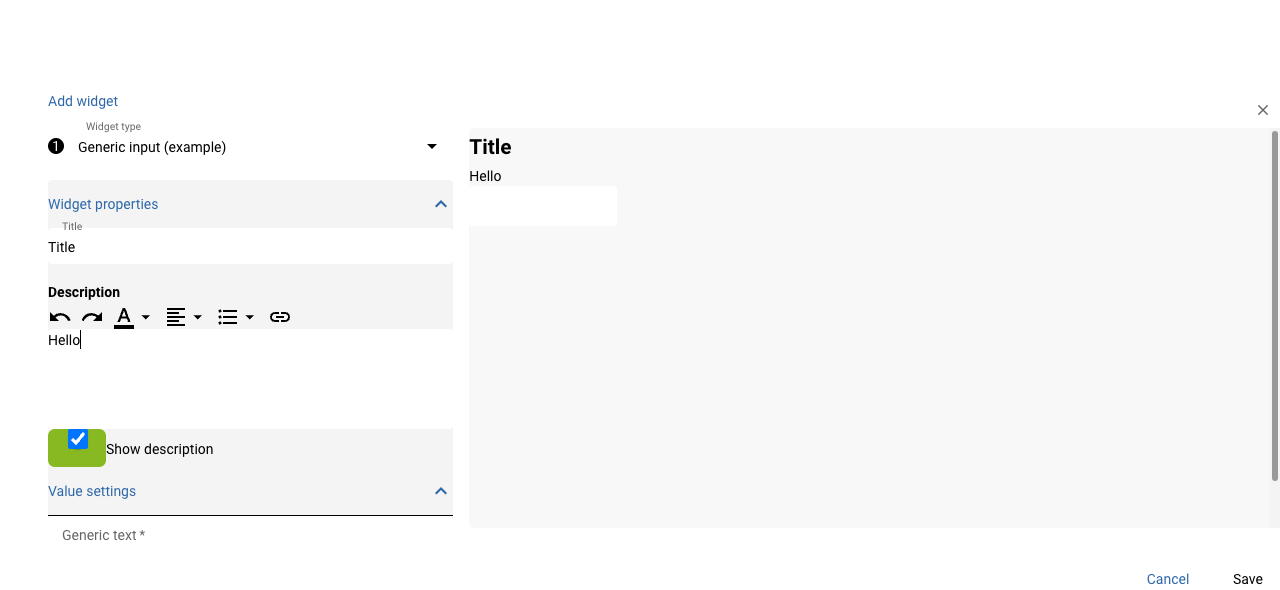 Add widget
Widget type
1 Generic input (example)
Widget properties
Title
Title
Description
A
Hello
Show description
Value settings
Generic text *
Title
Hello
Cancel
Save